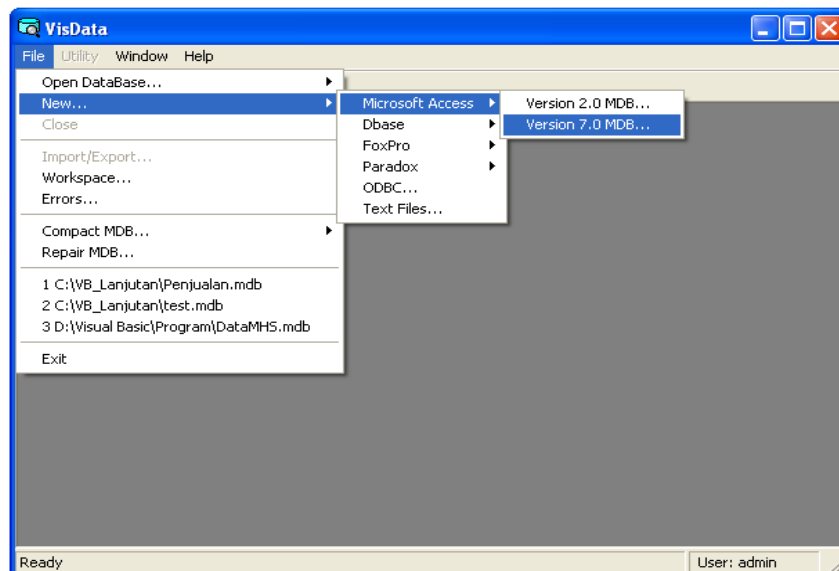 VisData
File Utility Window Help
Open DataBase...
New...
Close
Import/Export...
Workspace...
Errors...
Compact MDB...
Repair MDB...
1 C:\VB_Lanjutan\Penjualan.mdb
2 C:\VB_Lanjutan\test.mdb
3 D:\Visual Basic\Program\DataMHS.mdb
Exit
Microsoft Access
Dbase
FoxPro
Paradox
ODBC...
Text Files...
Version 2.0 MDB...
Version 7.0 MDB...
Ready
User: admin